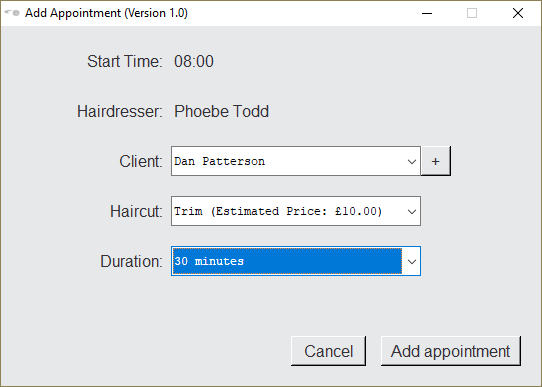 Add Appointment (Version 1.0)
Start Time: 08:00
Hairdresser: Phoebe Todd
Client: Dan Patterson +
Haircut: Trim (Estimated Price: £10.00)
Duration: 30 minutes
Cancel Add appointment